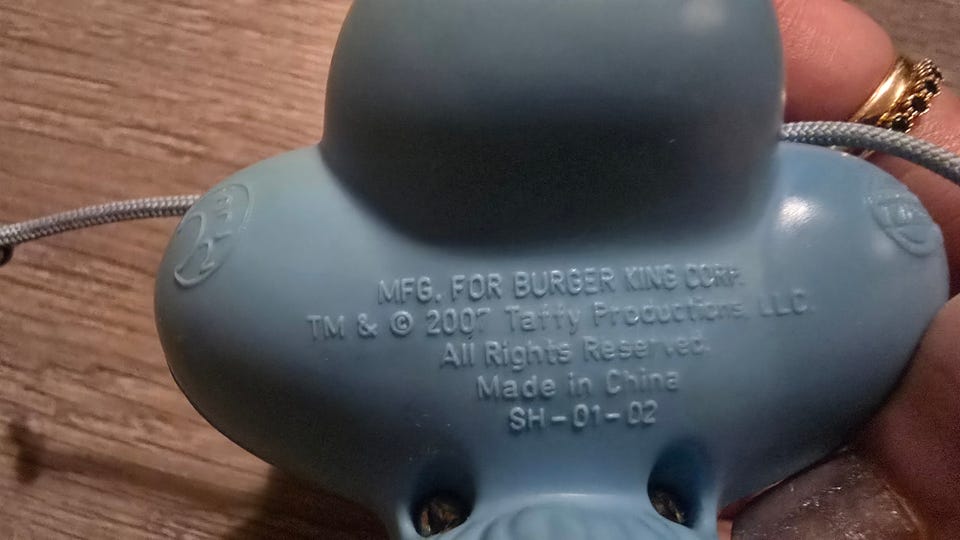 MFG. FOR BURGER KING CORP.
TM & © 2007 Taffy Productions, LLC.
All Rights Reserved.
Made in China
SH-01-02